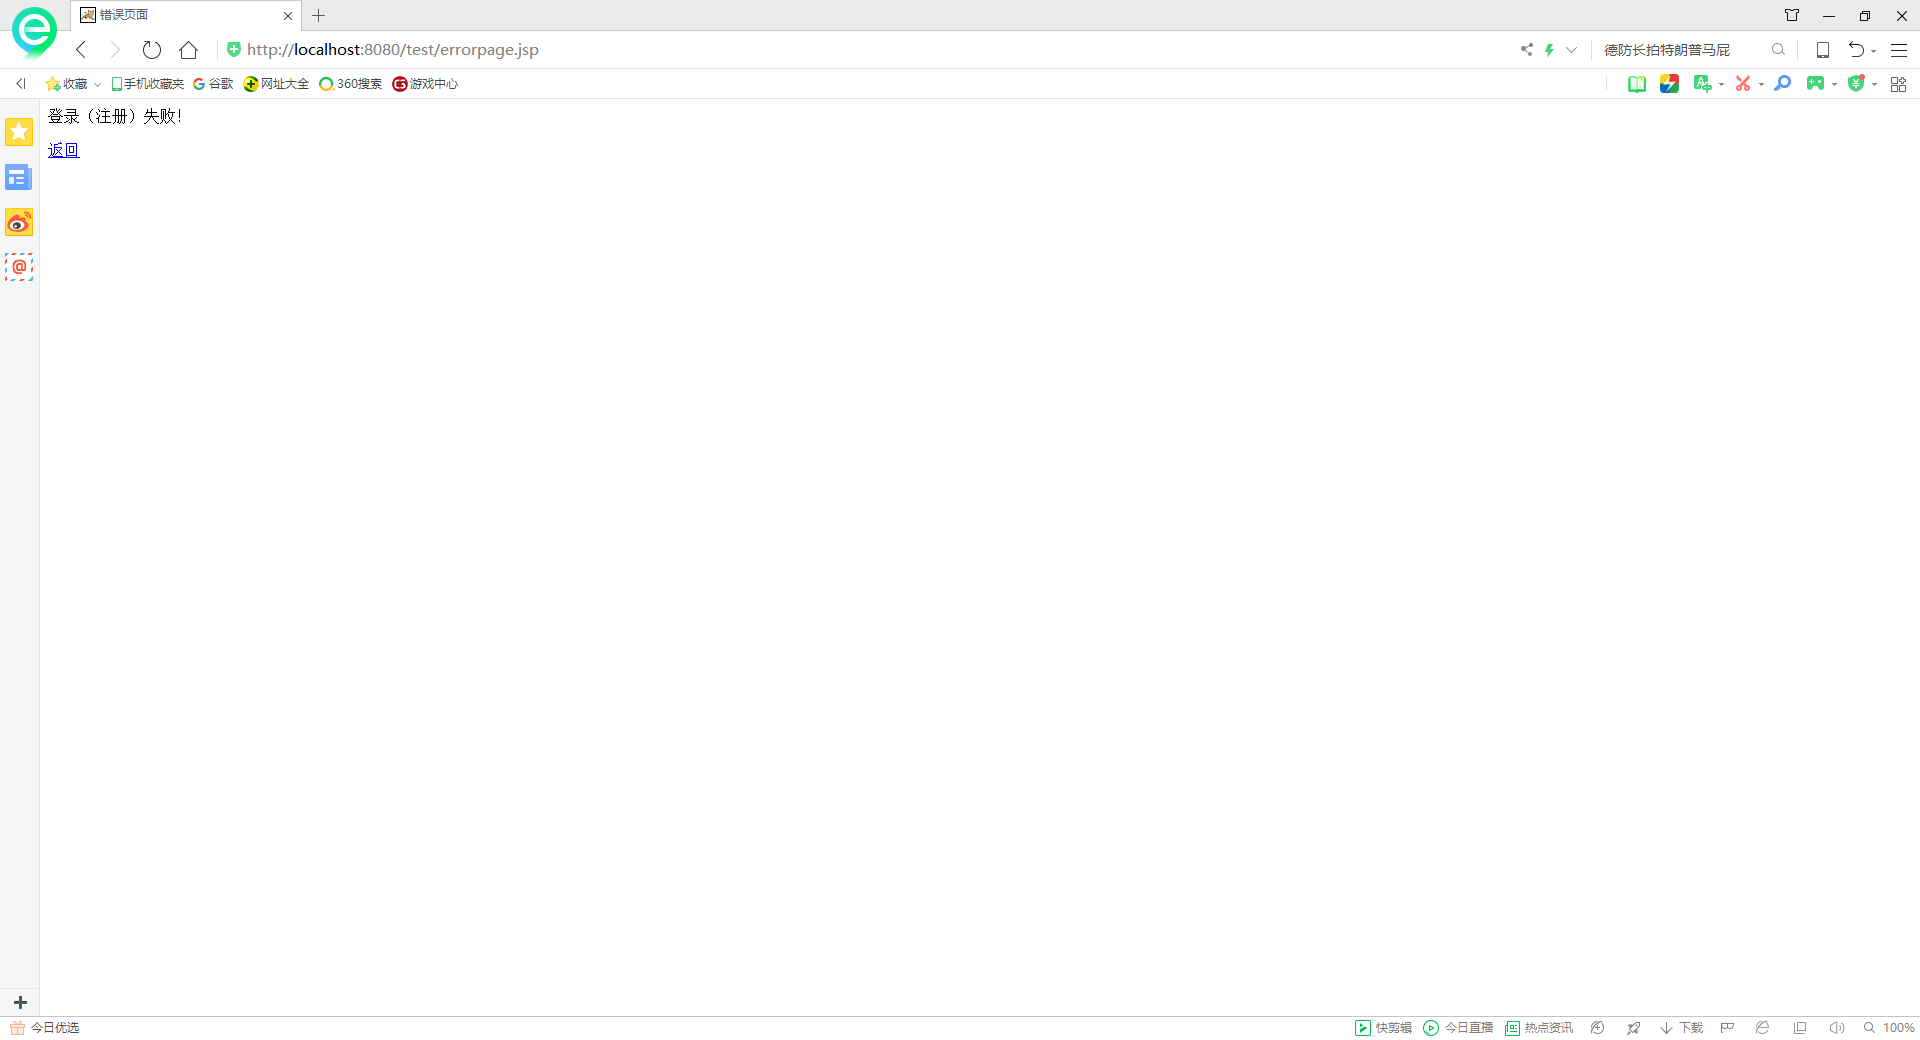 错误页面
http://localhost:8080/test/errorpage.jsp
德防长拍特朗普马屁
收藏 手机收藏夹 谷歌 网址大全 360搜索 游戏中心
登录（注册）失败！
返回
今日优选
快剪辑 今日直播 热点资讯 下载 100%